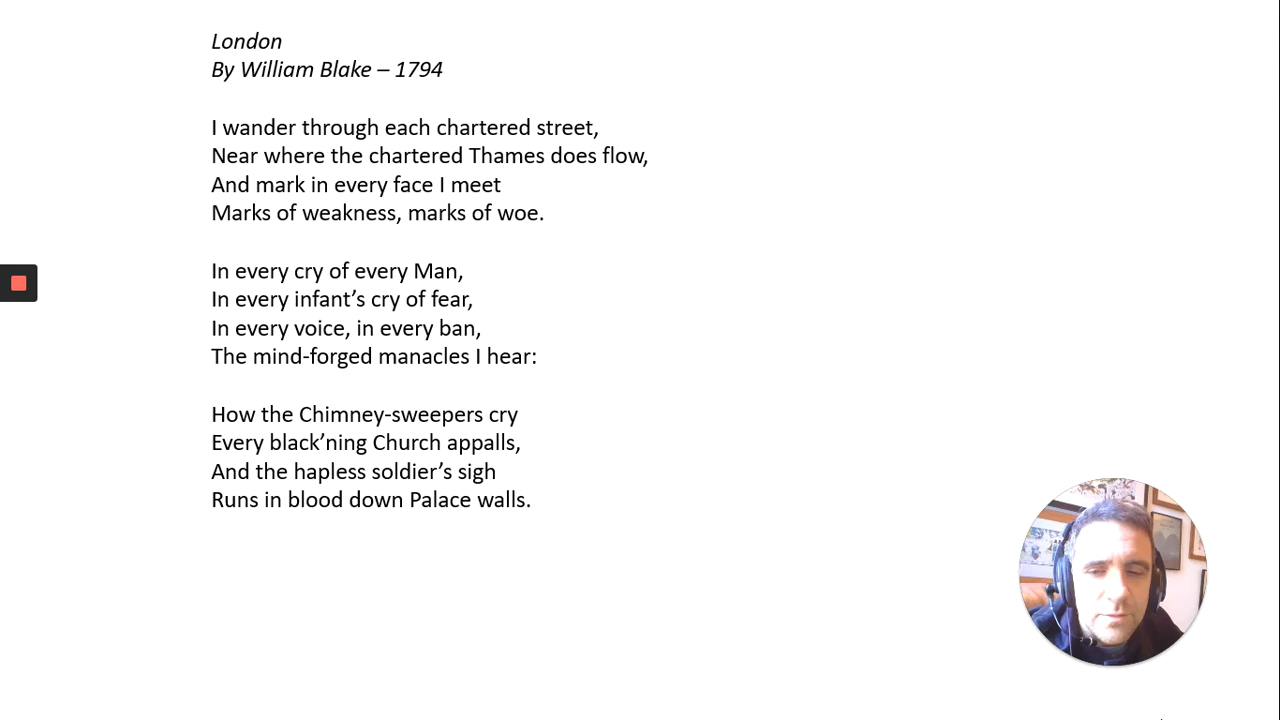 London
By William Blake – 1794
I wander through each chartered street,
Near where the chartered Thames does flow,
And mark in every face I meet
Marks of weakness, marks of woe.
In every cry of every Man,
In every infant’s cry of fear,
In every voice, in every ban,
The mind-forged manacles I hear:
How the Chimney-sweepers cry
Every black’ning Church appalls,
And the hapless soldier’s sigh
Runs in blood down Palace walls.